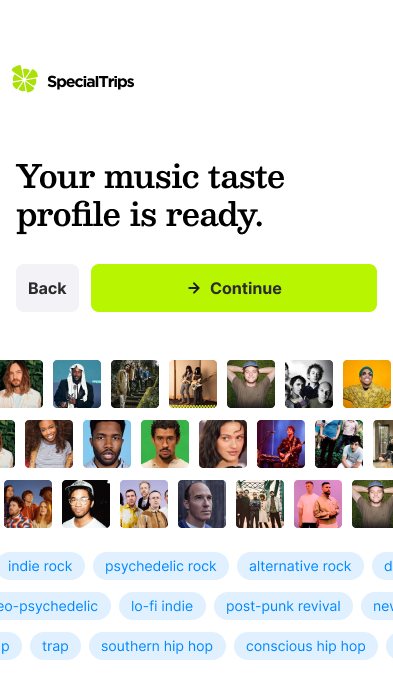 SpecialTrips
Your music taste
profile is ready.
Back
→ Continue
indie rock
psychedelic rock
alternative rock
eo-psychedelic
lo-fi indie
post-punk revival
trap
southern hip hop
conscious hip hop